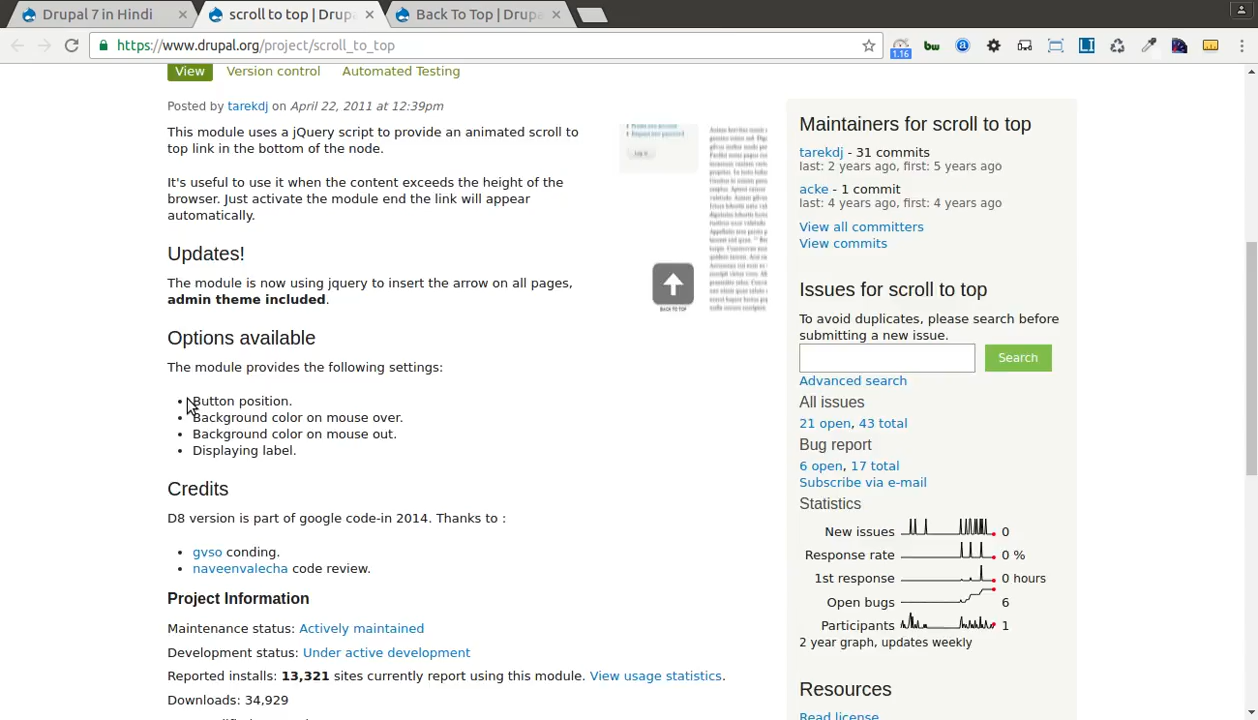 Drupal 7 in Hindi
scroll to top | Drupa
Back To Top | Drupa
https://www.drupal.org/project/scroll_to_top
1.16
bw
View
Version control
Automated Testing
Posted by tarekdj on April 22, 2011 at 12:39pm
This module uses a jQuery script to provide an animated scroll to
top link in the bottom of the node.
It's useful to use it when the content exceeds the height of the
browser. Just activate the module end the link will appear
automatically.
BACK TO TOP
Updates!
The module is now using jquery to insert the arrow on all pages,
admin theme included.
Options available
The module provides the following settings:
Button position.
Background color on mouse over.
Background color on mouse out.
Displaying label.
Credits
D8 version is part of google code-in 2014. Thanks to :
gvso conding.
naveenvalecha code review.
Project Information
Maintenance status: Actively maintained
Development status: Under active development
Reported installs: 13,321 sites currently report using this module. View usage statistics.
Downloads: 34,929
Maintainers for scroll to top
tarekdj - 31 commits
last: 2 years ago, first: 5 years ago
acke - 1 commit
last: 4 years ago, first: 4 years ago
View all committers
View commits
Issues for scroll to top
To avoid duplicates, please search before
submitting a new issue.
Search
Advanced search
All issues
21 open, 43 total
Bug report
6 open, 17 total
Subscribe via e-mail
Statistics
New issues 0
Response rate 0 %
1st response 0 hours
Open bugs 6
Participants 1
2 year graph, updates weekly
Resources
Read license